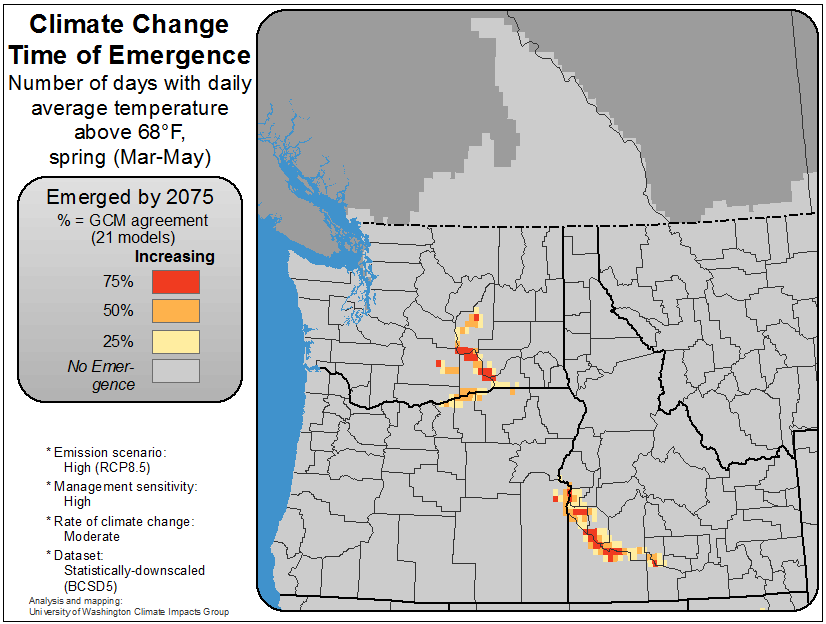 Climate Change
Time of Emergence
Number of days with daily
average temperature
above 68°F,
spring (Mar-May)
Emerged by 2075
% = GCM agreement
(21 models)
Increasing
75%
50%
25%
No Emer-
gence
* Emission scenario:
High (RCP8.5)
* Management sensitivity:
High
* Rate of climate change:
Moderate
* Dataset:
Statistically-downscaled
(BCSD5)
Analysis and mapping:
University of Washington Climate Impacts Group